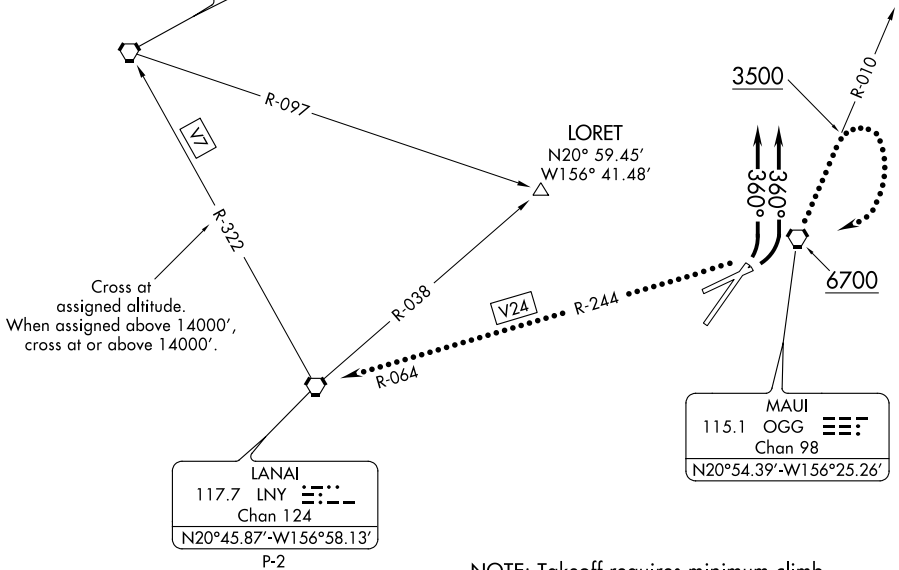 R-010
3500
R-097
LORET
N20° 59.45'
W156° 41.48'
V7
360°
360°
R-322
6700
Cross at
assigned altitude.
When assigned above 14000',
cross at or above 14000'.
R-038
V24
R-244
R-064
MAUI
115.1 OGG
Chan 98
N20°54.39'-W156°25.26'
LANAI
117.7 LNY
Chan 124
N20°45.87'-W156°58.13'
P-2
NOTE: Takeoff requires minimum climb